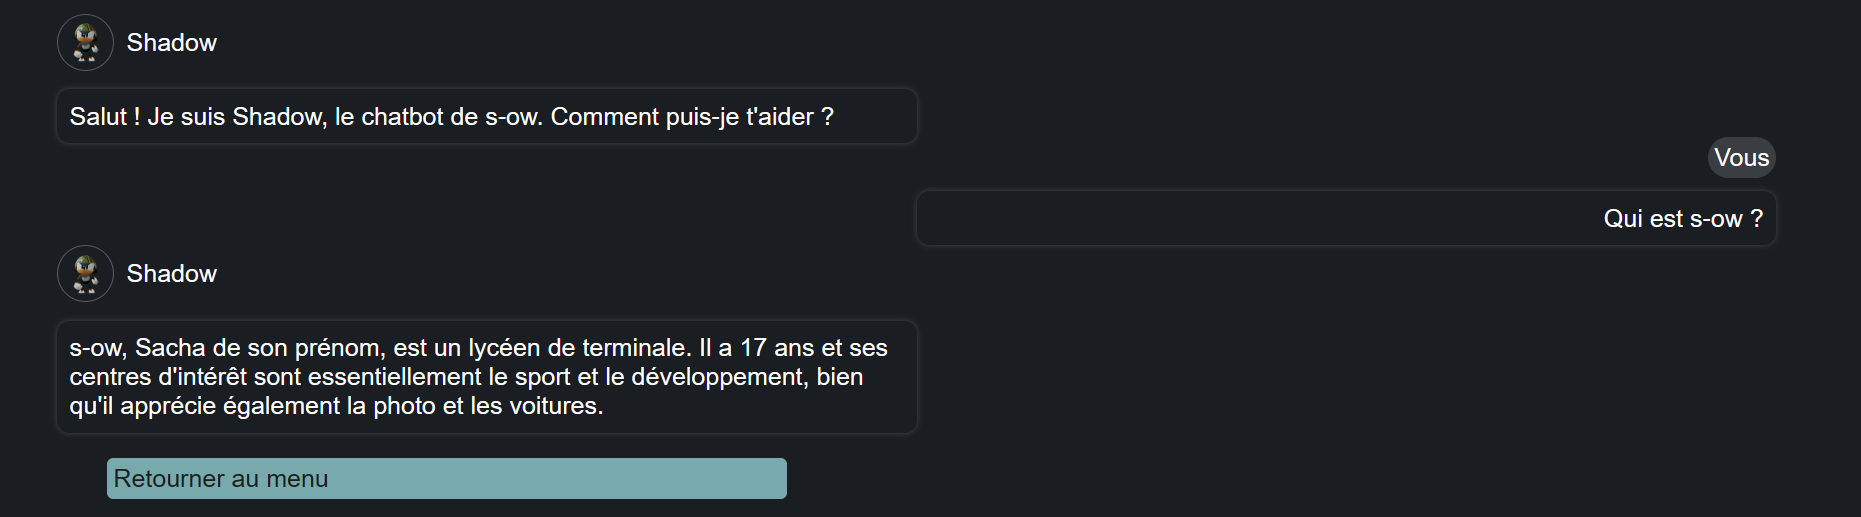 Shadow
Salut ! Je suis Shadow, le chatbot de s-ow. Comment puis-je t'aider ?
Vous
Qui est s-ow ?
Shadow
s-ow, Sacha de son prénom, est un lycéen de terminale. Il a 17 ans et ses
centres d'intérêt sont essentiellement le sport et le développement, bien
qu'il apprécie également la photo et les voitures.
Retourner au menu